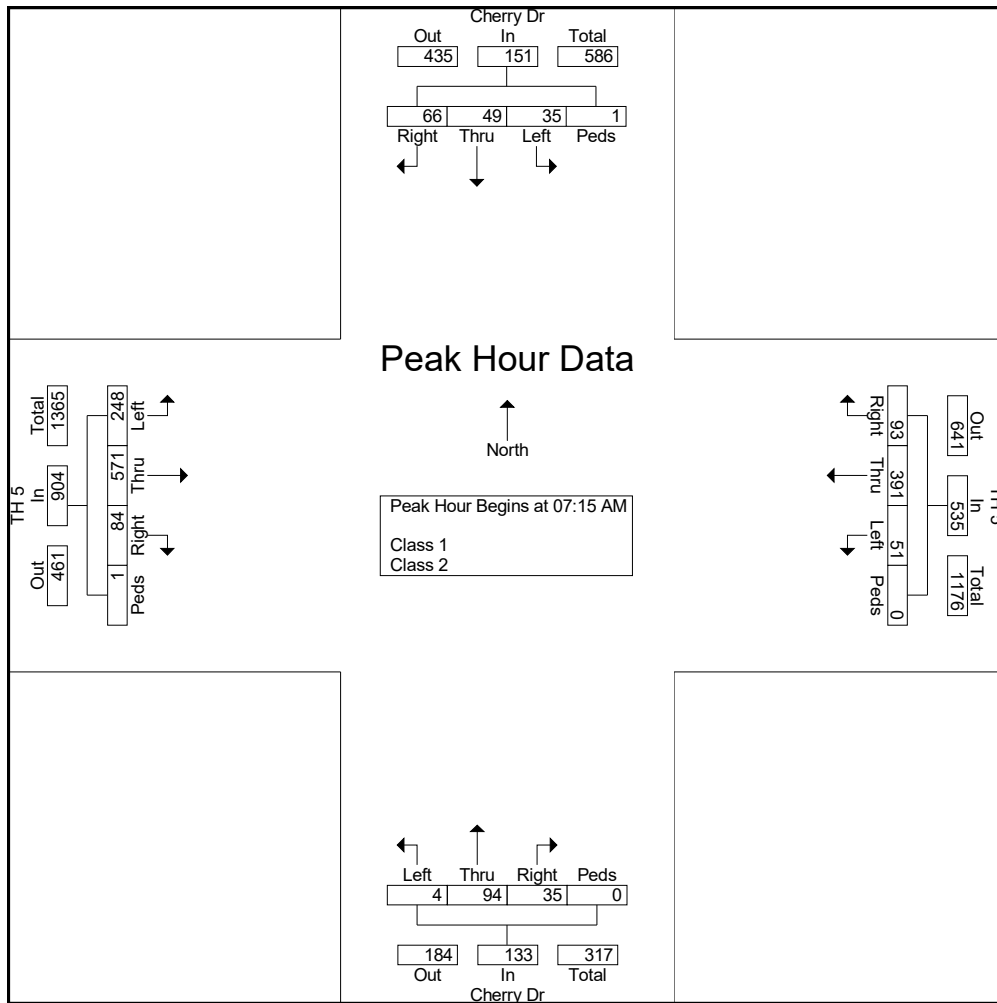 Cherry Dr
Out In Total
435 151 586
66 49 35 1
Right Thru Left Peds
Peak Hour Data
North
Peak Hour Begins at 07:15 AM
Class 1
Class 2
TH 5
Out In Total
461 904 1365
Left Thru Right Peds
248 571 84 1
Out In Total
641 535 1176
Right Thru Left Peds
93 391 51 0
Left Thru Right Peds
4 94 35 0
184 133 317
Out In Total
Cherry Dr